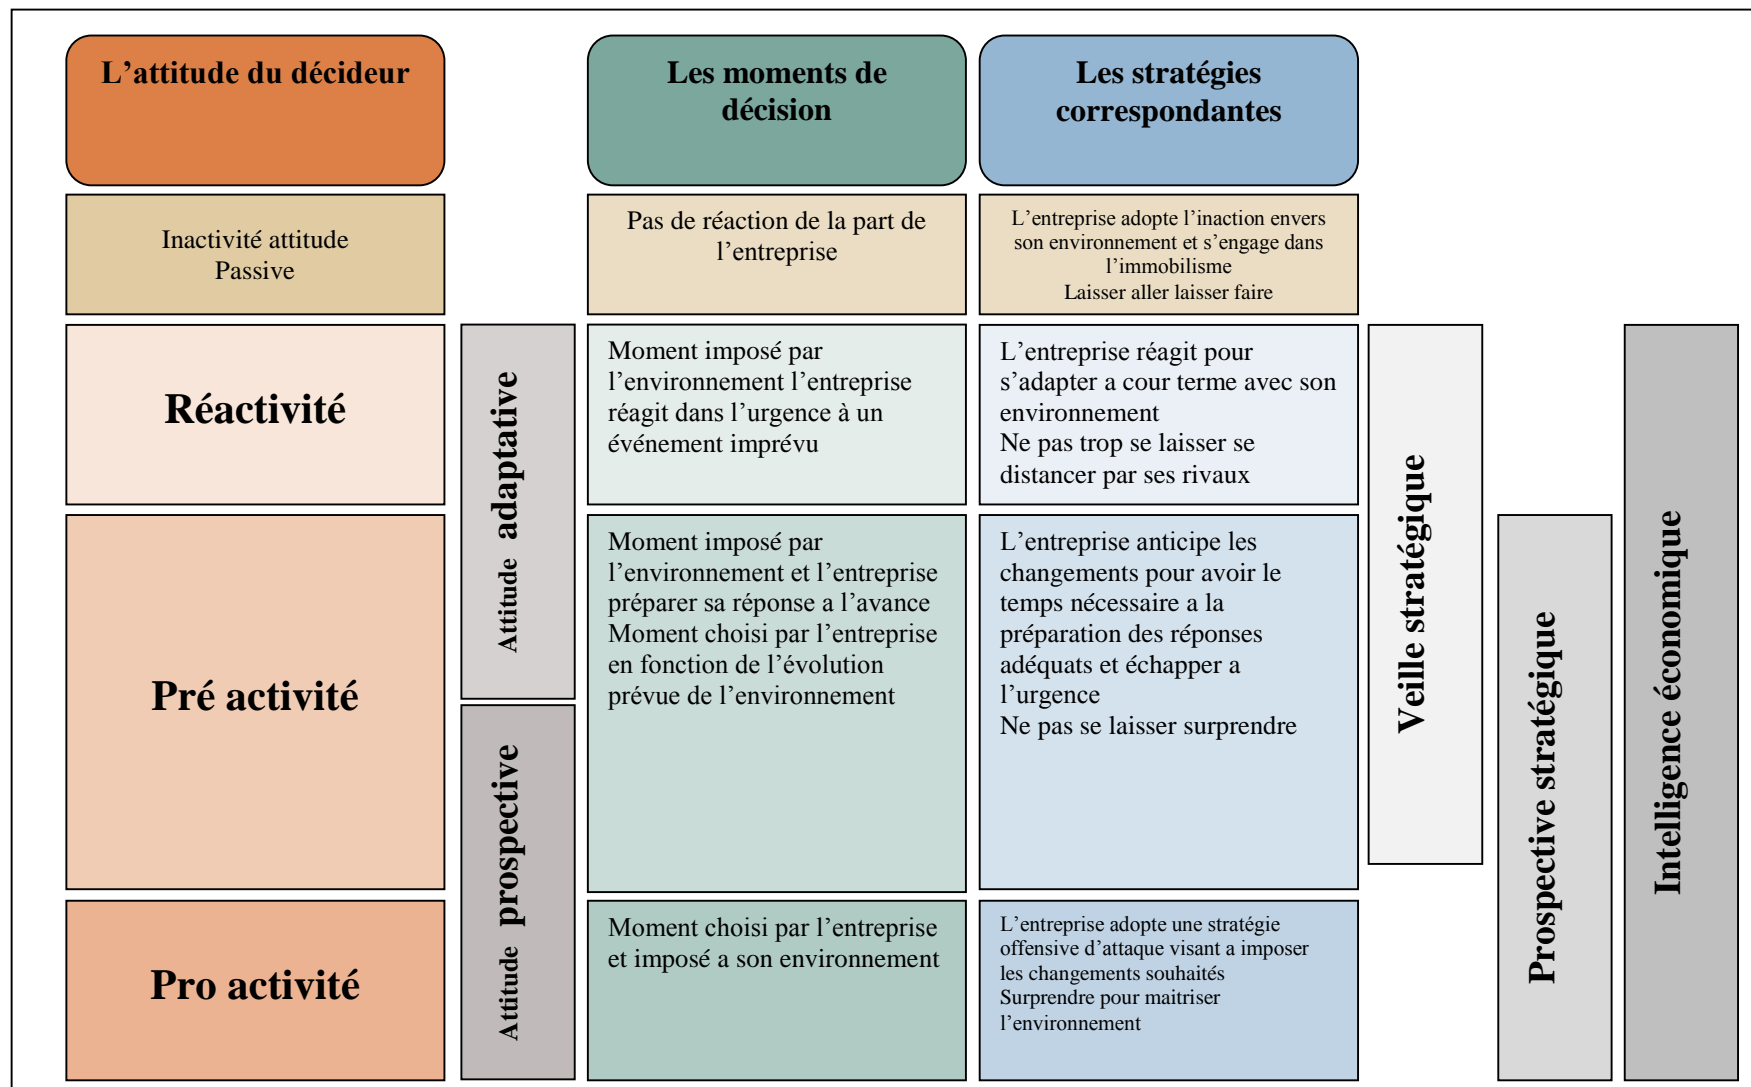 L’attitude du décideur
Les moments de
décision
Les stratégies
correspondantes
Inactivité attitude
Passive
Pas de réaction de la part de
l’entreprise
L’entreprise adopte l’inaction envers
son environnement et s’engage dans
l’immobilisme
Laisser aller laisser faire
Réactivité
Attitude adaptative
Moment imposé par
l’environnement l’entreprise
réagit dans l’urgence à un
événement imprévu
L’entreprise réagit pour
s’adapter a cour terme avec son
environnement
Ne pas trop se laisser se
distancer par ses rivaux
Pré activité
Moment imposé par
l’environnement et l’entreprise
préparer sa réponse a l’avance
Moment choisi par l’entreprise
en fonction de l’évolution
prévue de l’environnement
L’entreprise anticipe les
changements pour avoir le
temps nécessaire a la
préparation des réponses
adéquats et échapper a
l’urgence
Ne pas se laisser surprendre
Attitude prospective
Pro activité
Moment choisi par l’entreprise
et imposé a son environnement
L’entreprise adopte une stratégie
offensive d’attaque visant a imposer
les changements souhaités
Surprendre pour maitriser
l’environnement
Veille stratégique
Prospective stratégique
Intelligence économique